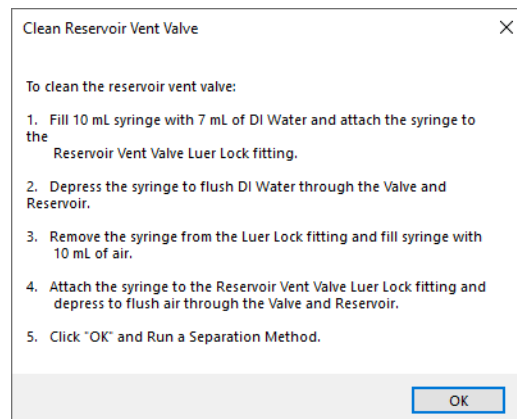 Clean Reservoir Vent Valve
To clean the reservoir vent valve:
1. Fill 10 mL syringe with 7 mL of DI Water and attach the syringe to
the
Reservoir Vent Valve Luer Lock fitting.
2. Depress the syringe to flush DI Water through the Valve and
Reservoir.
3. Remove the syringe from the Luer Lock fitting and fill syringe with
10 mL of air.
4. Attach the syringe to the Reservoir Vent Valve Luer Lock fitting and
depress to flush air through the Valve and Reservoir.
5. Click "OK" and Run a Separation Method.
OK